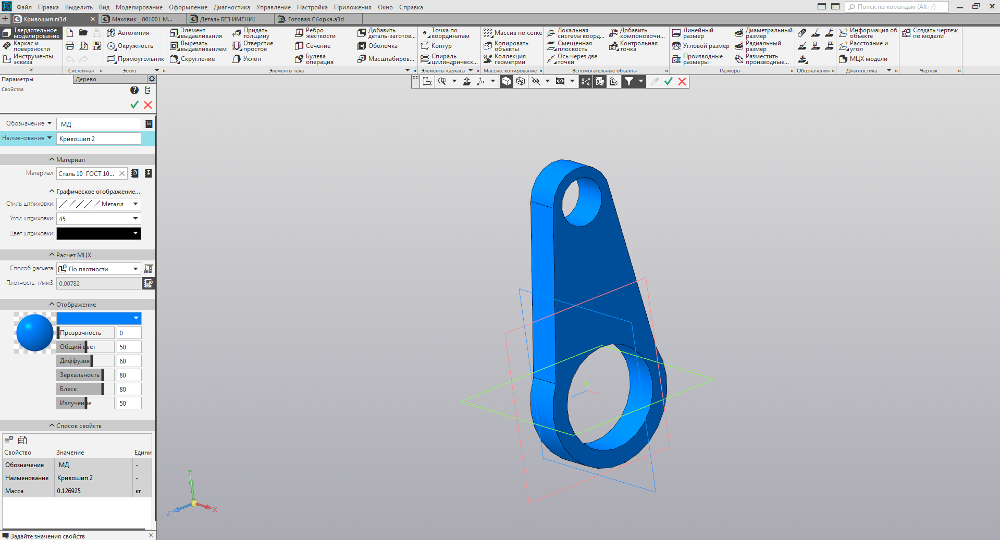 Файл Правка Выделить Вид Моделирование Оформление Диагностика Управление Настройка Приложения Окно Справка Поиск по командам (Alt+/)
Кривошип.m3d Маховик _ 001001 М... Деталь БЕЗ ИМЕНИ1 Готовая Сборка.a3d
Твердотельное моделирование
Каркас и поверхности
Инструменты эскиза
Системная
Автолиния
Окружность
Прямоугольник
Эскиз
Элемент выдавливания
Вырезать выдавливанием
Скругление
Придать толщину
Отверстие простое
Уклон
Ребро жесткости
Сечение
Булева операция
Добавить деталь-заготов...
Оболочка
Масштабиров...
Элементы тела
Точка по координатам
Контур
Спираль цилиндрическ...
Элементы каркаса
Массив по сетке
Копировать объекты
Коллекция геометрии
Массив, копирование
Локальная система коорд...
Смещенная плоскость
Ось через две точки
Добавить компоновочн...
Контрольная точка
Вспомогательные объекты
Линейный размер
Угловой размер
Производные размеры
Диаметральный размер
Радиальный размер
Разместить производные...
Размеры
Обозначения
Информация об объекте
Расстояние и угол
МЦХ модели
Диагностика
Создать чертеж по модели
Чертеж
Параметры Дерево
Свойства
Обозначение МД
Наименование Кривошип 2
Материал
Материал: Сталь 10 ГОСТ 10...
Графическое отображение...
Стиль штриховки: Металл
Угол штриховки: 45
Цвет штриховки:
Расчет МЦХ
Способ расчета: По плотности
Плотность, г/мм3: 0.00782
Отображение
Прозрачность 0
Общий цвет 50
Диффузия 60
Зеркальность 80
Блеск 80
Излучение 50
Список свойств
Свойство Значение Едини
Обозначение МД -
Наименование Кривошип 2 -
Масса 0.126925 кг
Задайте значения свойств
Y
Z
X